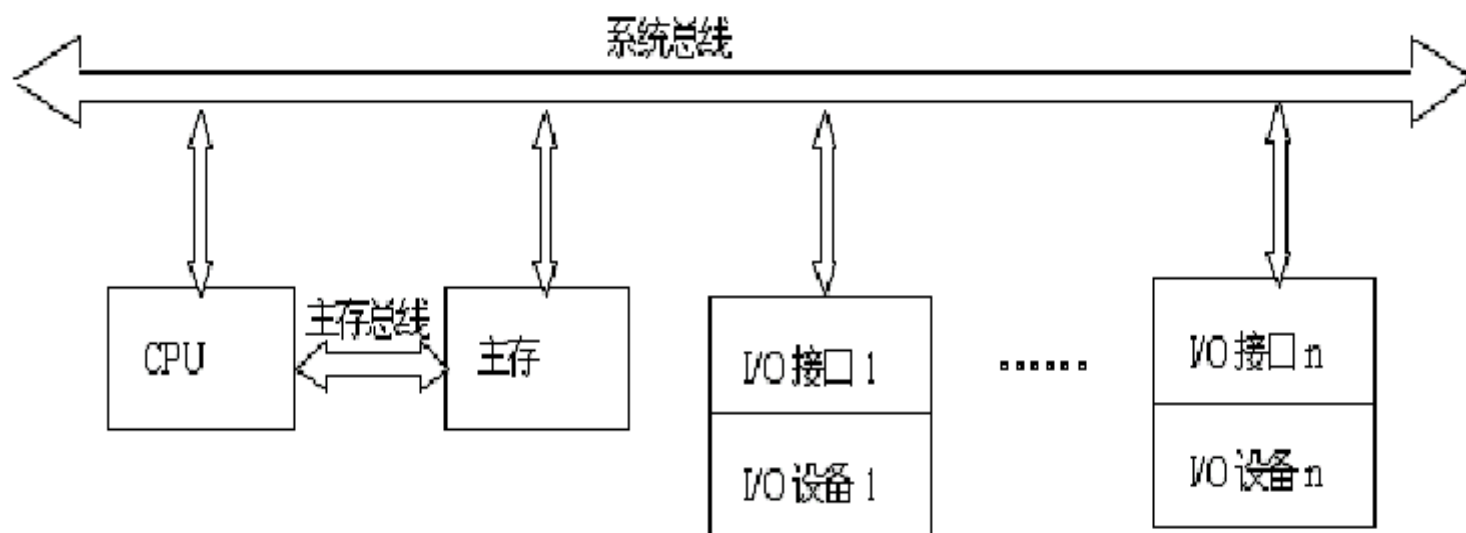 系统总线
CPU
主存总线
主存
I/O 接口 1
I/O 设备 1
......
I/O 接口 n
I/O 设备 n